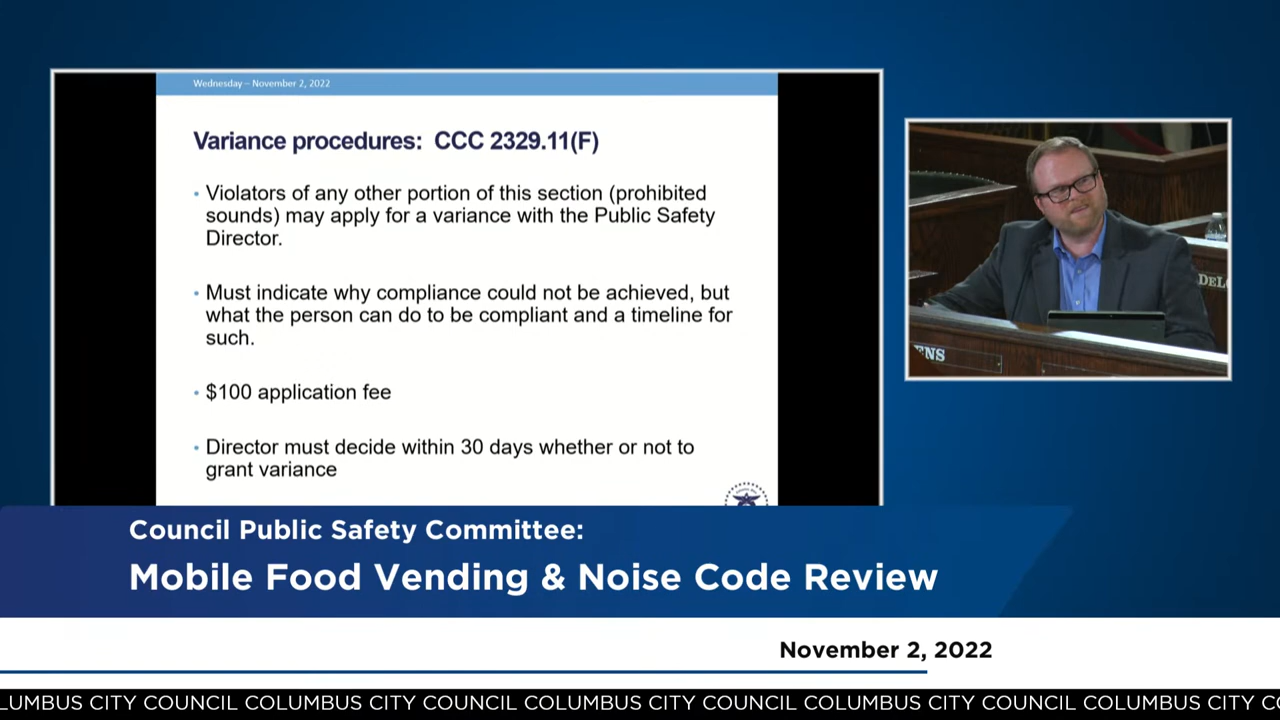 Wednesday – November 2, 2022
Variance procedures: CCC 2329.11(F)
• Violators of any other portion of this section (prohibited
sounds) may apply for a variance with the Public Safety
Director.
• Must indicate why compliance could not be achieved, but
what the person can do to be compliant and a timeline for
such.
• $100 application fee
• Director must decide within 30 days whether or not to
grant variance
DEL
ENS
Council Public Safety Committee:
Mobile Food Vending & Noise Code Review
November 2, 2022
LUMBUS CITY COUNCIL COLUMBUS CITY COUNCIL COLUMBUS CITY COUNCIL COLUMBUS CITY COUNCIL COLUMBUS CITY C